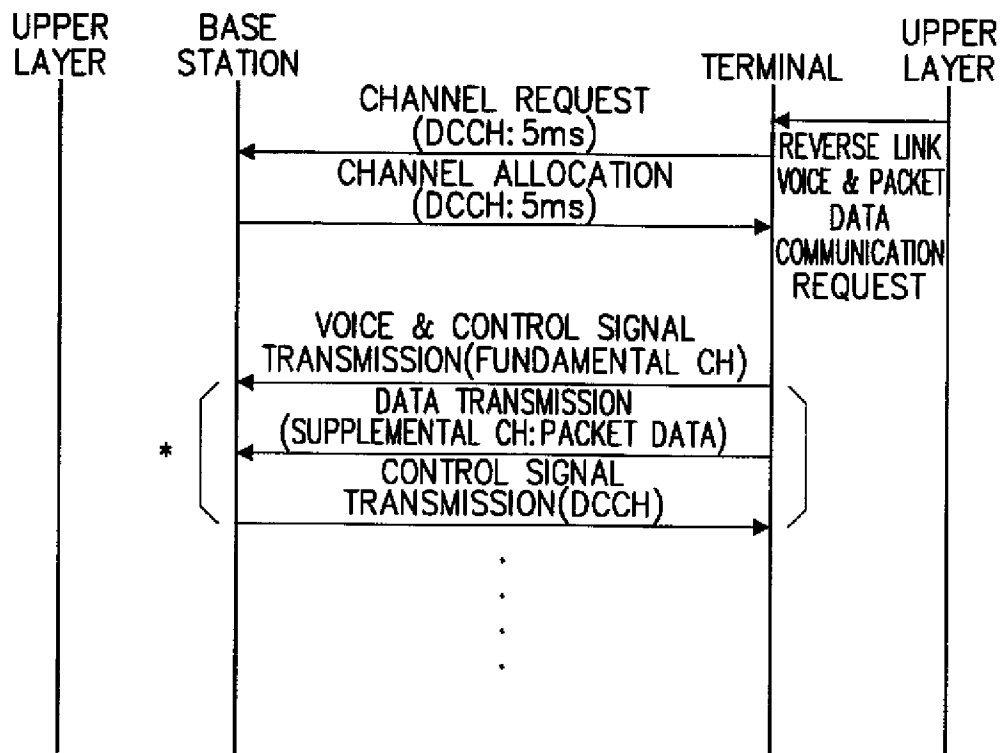 UPPER
LAYER
BASE
STATION
TERMINAL
UPPER
LAYER
CHANNEL REQUEST
(DCCH: 5ms)
REVERSE LINK
VOICE & PACKET
DATA
COMMUNICATION
REQUEST
CHANNEL ALLOCATION
(DCCH: 5ms)
VOICE & CONTROL SIGNAL
TRANSMISSION(FUNDAMENTAL CH)
DATA TRANSMISSION
(SUPPLEMENTAL CH:PACKET DATA)
*
CONTROL SIGNAL
TRANSMISSION(DCCH)